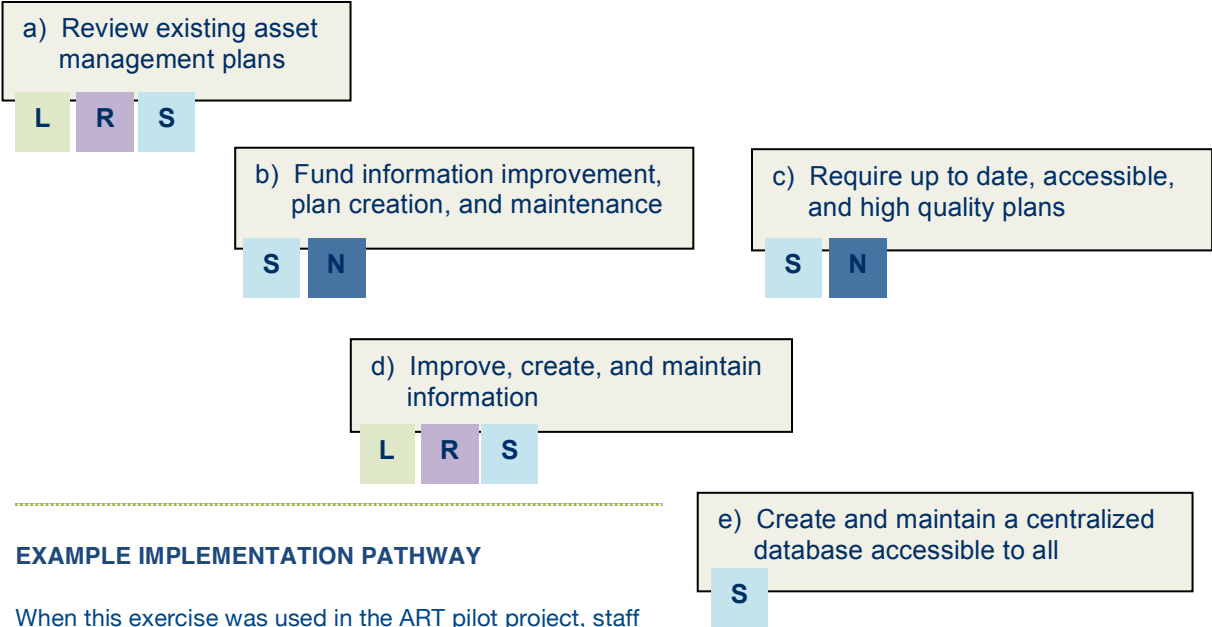 a) Review existing asset
management plans
L R S
b) Fund information improvement,
plan creation, and maintenance
S N
c) Require up to date, accessible,
and high quality plans
S N
d) Improve, create, and maintain
information
L R S
e) Create and maintain a centralized
database accessible to all
S
EXAMPLE IMPLEMENTATION PATHWAY
When this exercise was used in the ART pilot project, staff